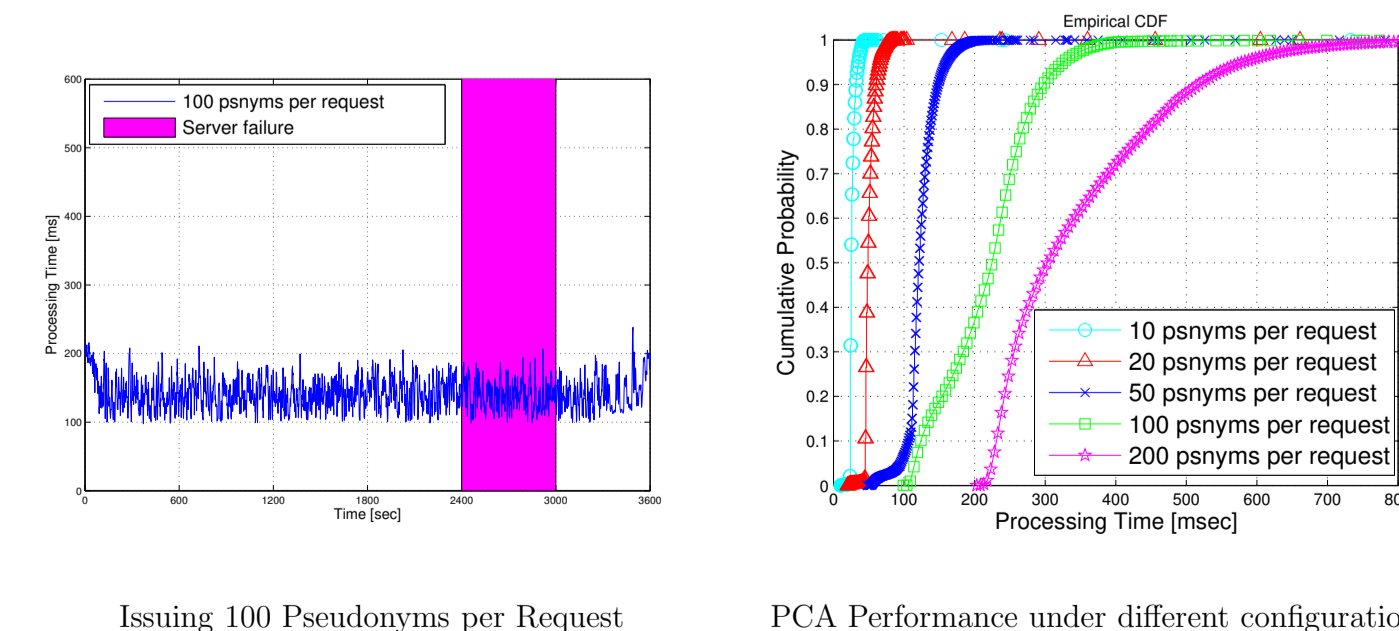 600
500
400
300
200
100
0
0 600 1200 1800 2400 3000 3600
Processing Time [ms]
Time [sec]
100 psnyms per request
Server failure
Issuing 100 Pseudonyms per Request
Empirical CDF
1
0.9
0.8
0.7
0.6
0.5
0.4
0.3
0.2
0.1
0
0 100 200 300 400 500 600 700 80
Cumulative Probability
Processing Time [msec]
10 psnyms per request
20 psnyms per request
50 psnyms per request
100 psnyms per request
200 psnyms per request
PCA Performance under different configuratio